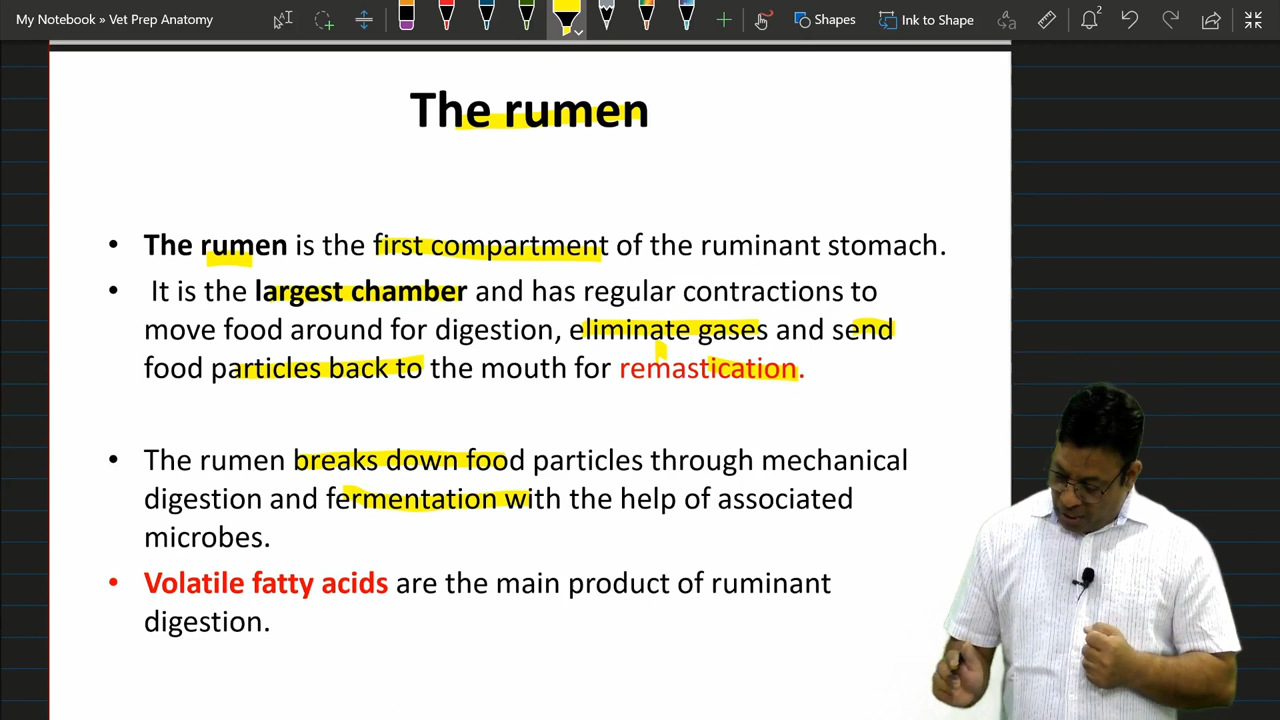 My Notebook » Vet Prep Anatomy
Shapes
Ink to Shape
2
The rumen
• The rumen is the first compartment of the ruminant stomach.
• It is the largest chamber and has regular contractions to
move food around for digestion, eliminate gases and send
food particles back to the mouth for remastication.
• The rumen breaks down food particles through mechanical
digestion and fermentation with the help of associated
microbes.
• Volatile fatty acids are the main product of ruminant
digestion.